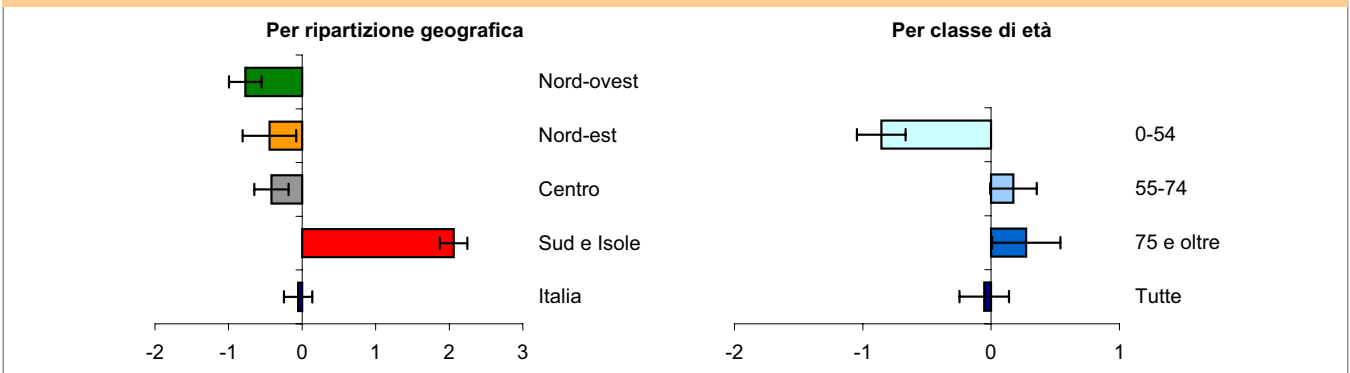 Per ripartizione geografica
Nord-ovest
Nord-est
Centro
Sud e Isole
Italia
-2 -1 0 1 2 3
Per classe di età
0-54
55-74
75 e oltre
Tutte
-2 -1 0 1